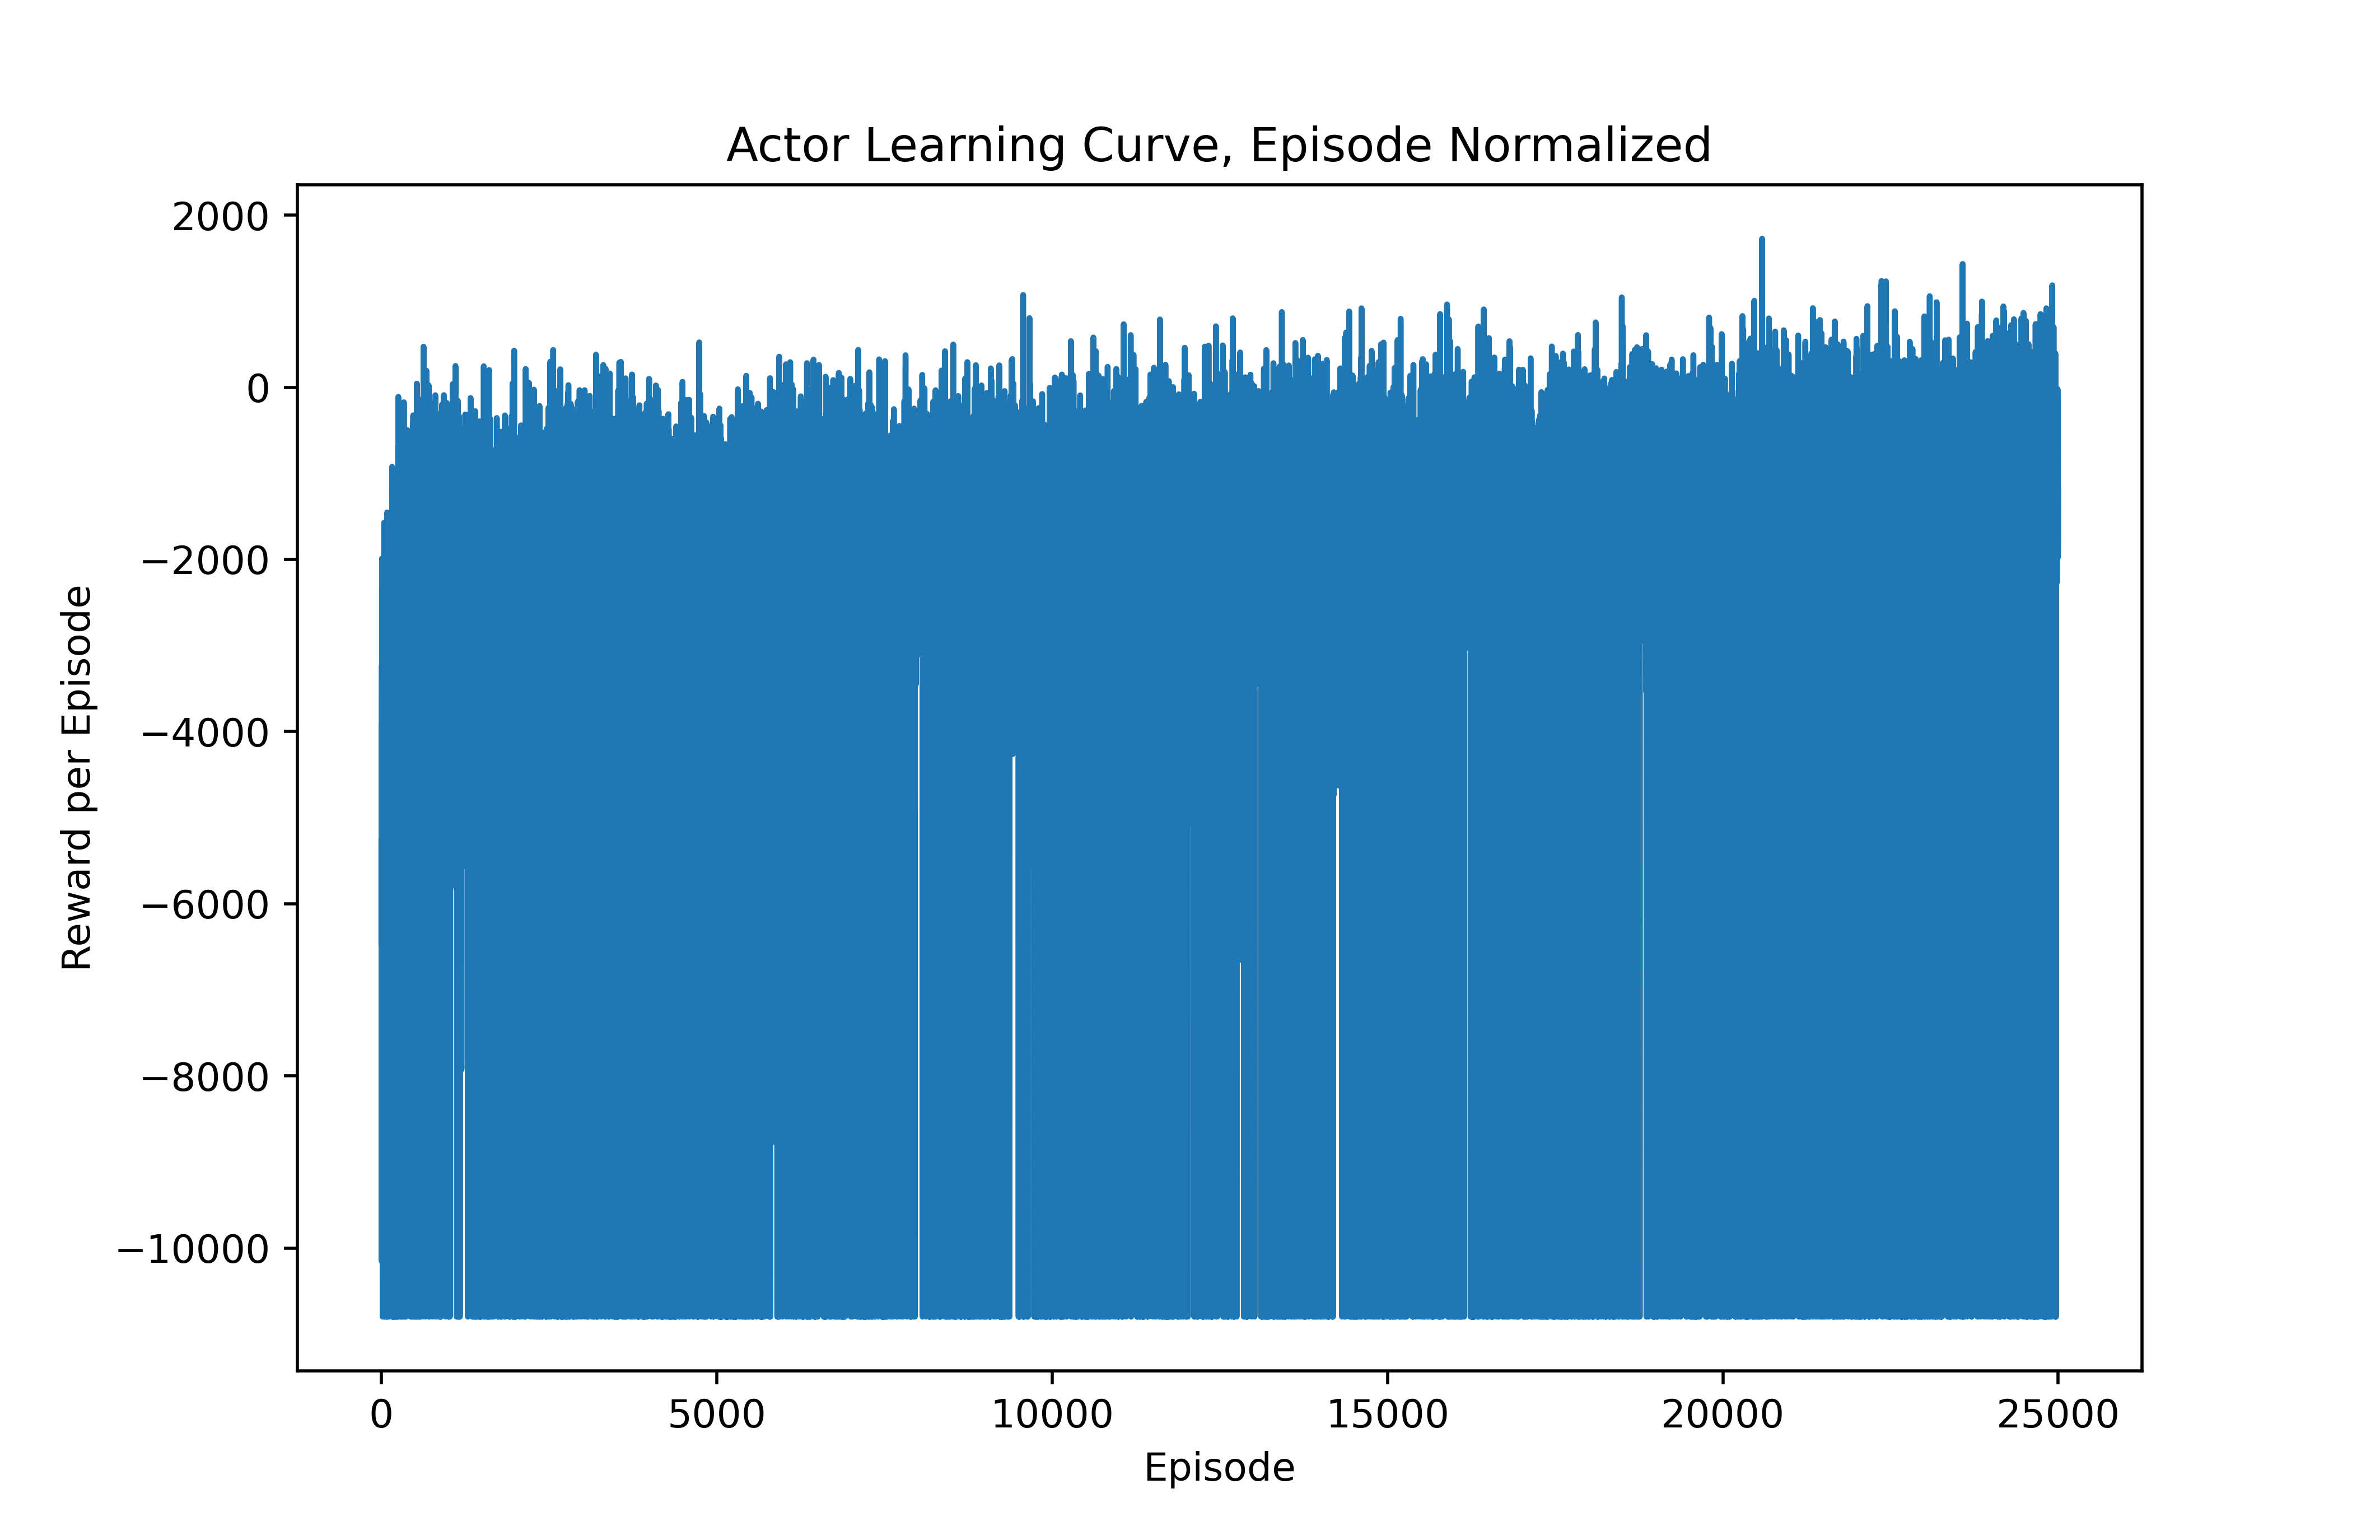 Actor Learning Curve, Episode Normalized
2000
0
−2000
−4000
−6000
−8000
−10000
Reward per Episode
0 5000 10000 15000 20000 25000
Episode